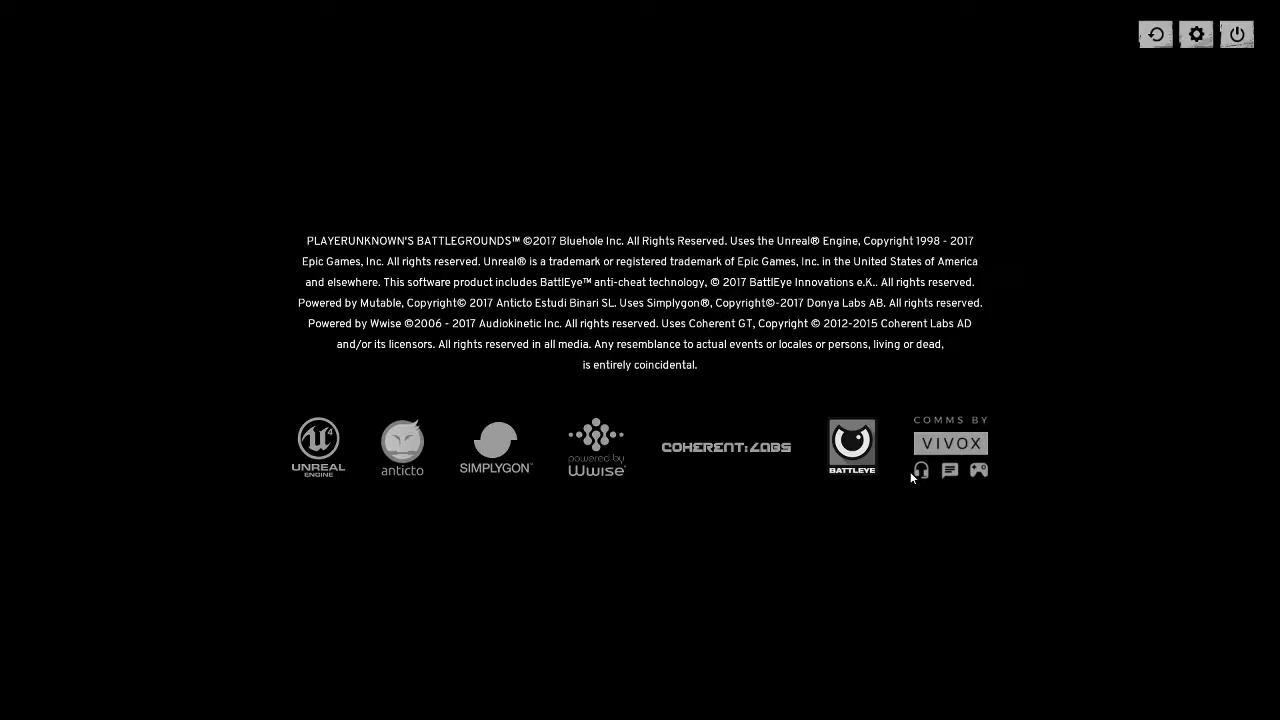 PLAYERUNKNOWN'S BATTLEGROUNDS™ ©2017 Bluehole Inc. All Rights Reserved. Uses the Unreal® Engine, Copyright 1998 - 2017
Epic Games, Inc. All rights reserved. Unreal® is a trademark or registered trademark of Epic Games, Inc. in the United States of America
and elsewhere. This software product includes BattlEye™ anti-cheat technology, © 2017 BattlEye Innovations e.K.. All rights reserved.
Powered by Mutable, Copyright© 2017 Anticto Estudi Binari SL. Uses Simplygon®, Copyright©-2017 Donya Labs AB. All rights reserved.
Powered by Wwise ©2006 - 2017 Audiokinetic Inc. All rights reserved. Uses Coherent GT, Copyright © 2012-2015 Coherent Labs AD
and/or its licensors. All rights reserved in all media. Any resemblance to actual events or locales or persons, living or dead,
is entirely coincidental.
U 4
UNREAL
ENGINE
anticto
SIMPLYGON™
powered by
wwise®
COHERENT:LABS
BATTLEYE
COMMS BY
VIVOX